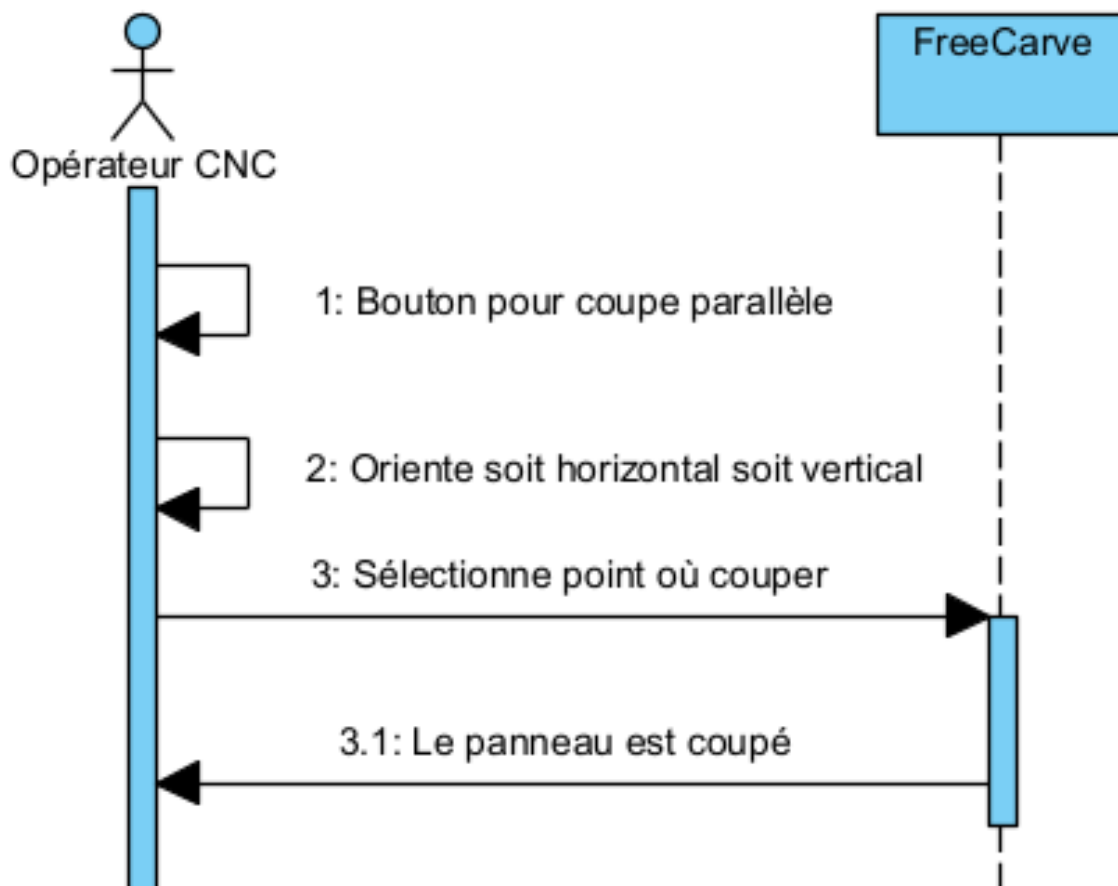 FreeCarve
Opérateur CNC
1: Bouton pour coupe parallèle
2: Oriente soit horizontal soit vertical
3: Sélectionne point où couper
3.1: Le panneau est coupé